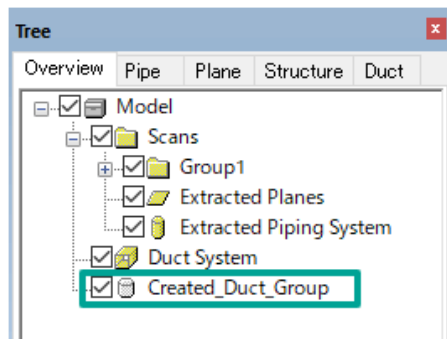 Tree
Overview Pipe Plane Structure Duct
Model
Scans
Group1
Extracted Planes
Extracted Piping System
Duct System
Created_Duct_Group